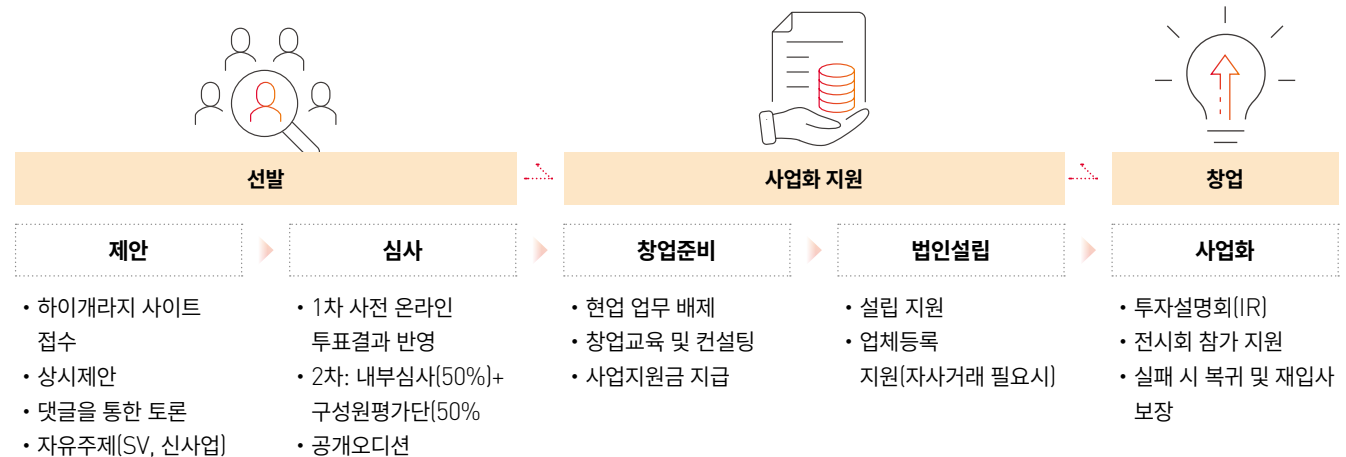 선발
사업화 지원
창업
제안
심사
창업준비
법인설립
사업화
• 하이개라지 사이트
접수
• 상시제안
• 댓글을 통한 토론
• 자유주제(SV, 신사업)
• 1차 사전 온라인
투표결과 반영
• 2차: 내부심사(50%)+
구성원평가단(50%
• 공개오디션
• 현업 업무 배제
• 창업교육 및 컨설팅
• 사업지원금 지급
• 설립 지원
• 업체등록
지원(자사거래 필요시)
• 투자설명회(IR)
• 전시회 참가 지원
• 실패 시 복귀 및 재입사
보장